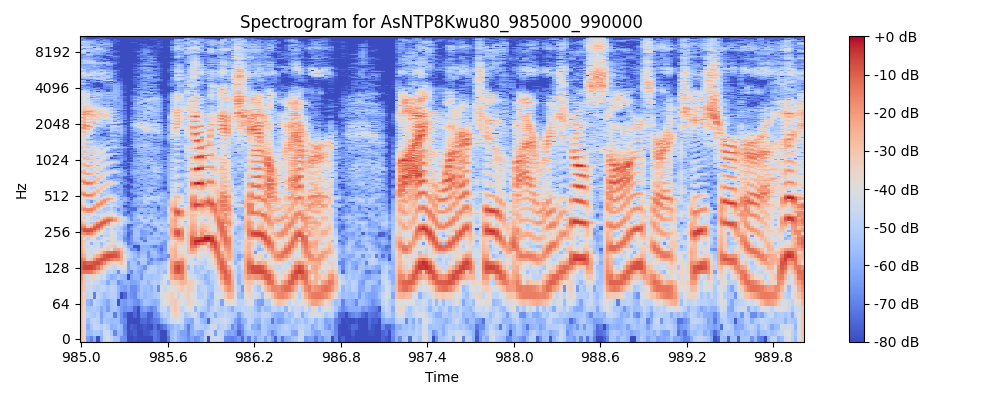 Spectrogram for AsNTP8Kwu80_985000_990000
8192
4096
2048
1024
512
256
128
64
0
Hz
985.0 985.6 986.2 986.8 987.4 988.0 988.6 989.2 989.8
Time
+0 dB
-10 dB
-20 dB
-30 dB
-40 dB
-50 dB
-60 dB
-70 dB
-80 dB